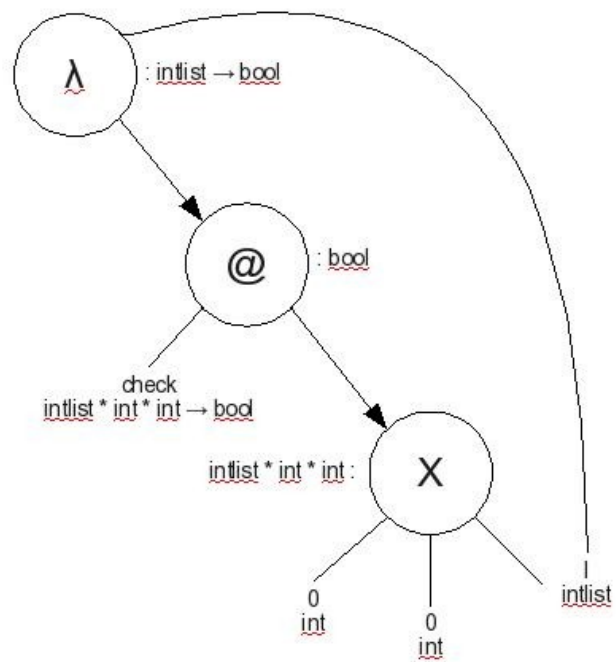 λ
: intlist → bool
@
: bool
check
intlist * int * int → bool
intlist * int * int :
X
0
int
0
int
l
intlist